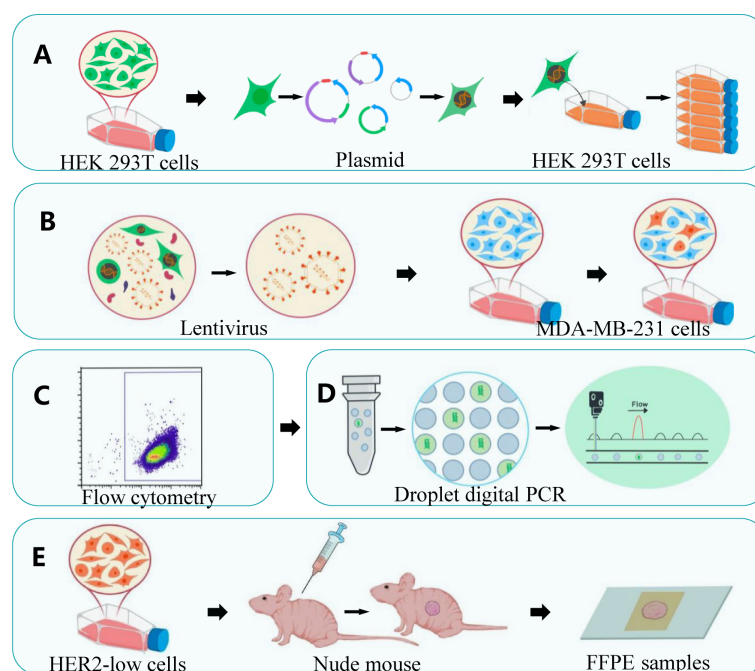 A
HEK 293T cells
Plasmid
HEK 293T cells
B
Lentivirus
MDA-MB-231 cells
C
Flow cytometry
D
Flow
Droplet digital PCR
E
HER2-low cells
Nude mouse
FFPE samples